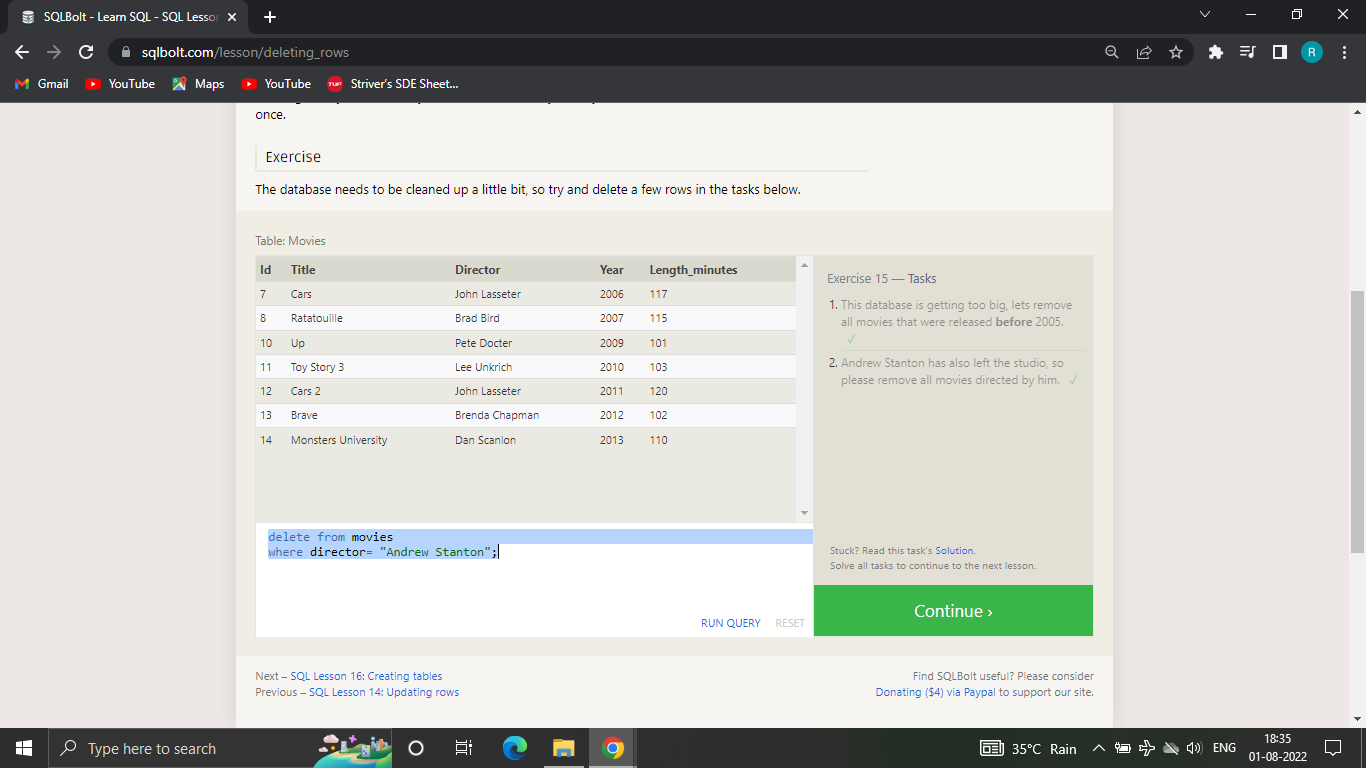 SQLBolt - Learn SQL - SQL Lesson
sqlbolt.com/lesson/deleting_rows
R
Gmail
YouTube
Maps
YouTube
TUF
Striver's SDE Sheet...
once.
Exercise
The database needs to be cleaned up a little bit, so try and delete a few rows in the tasks below.
Table: Movies
Id Title Director Year Length_minutes
7 Cars John Lasseter 2006 117
8 Ratatouille Brad Bird 2007 115
10 Up Pete Docter 2009 101
11 Toy Story 3 Lee Unkrich 2010 103
12 Cars 2 John Lasseter 2011 120
13 Brave Brenda Chapman 2012 102
14 Monsters University Dan Scanlon 2013 110
delete from movies
where director= "Andrew Stanton";
RUN QUERY RESET
Exercise 15 — Tasks
1. This database is getting too big, lets remove
all movies that were released before 2005.
✓
2. Andrew Stanton has also left the studio, so
please remove all movies directed by him. ✓
Stuck? Read this task's Solution.
Solve all tasks to continue to the next lesson.
Continue ›
Next – SQL Lesson 16: Creating tables
Previous – SQL Lesson 14: Updating rows
Find SQLBolt useful? Please consider
Donating ($4) via Paypal to support our site.
Type here to search
35°C Rain
ENG
18:35
01-08-2022